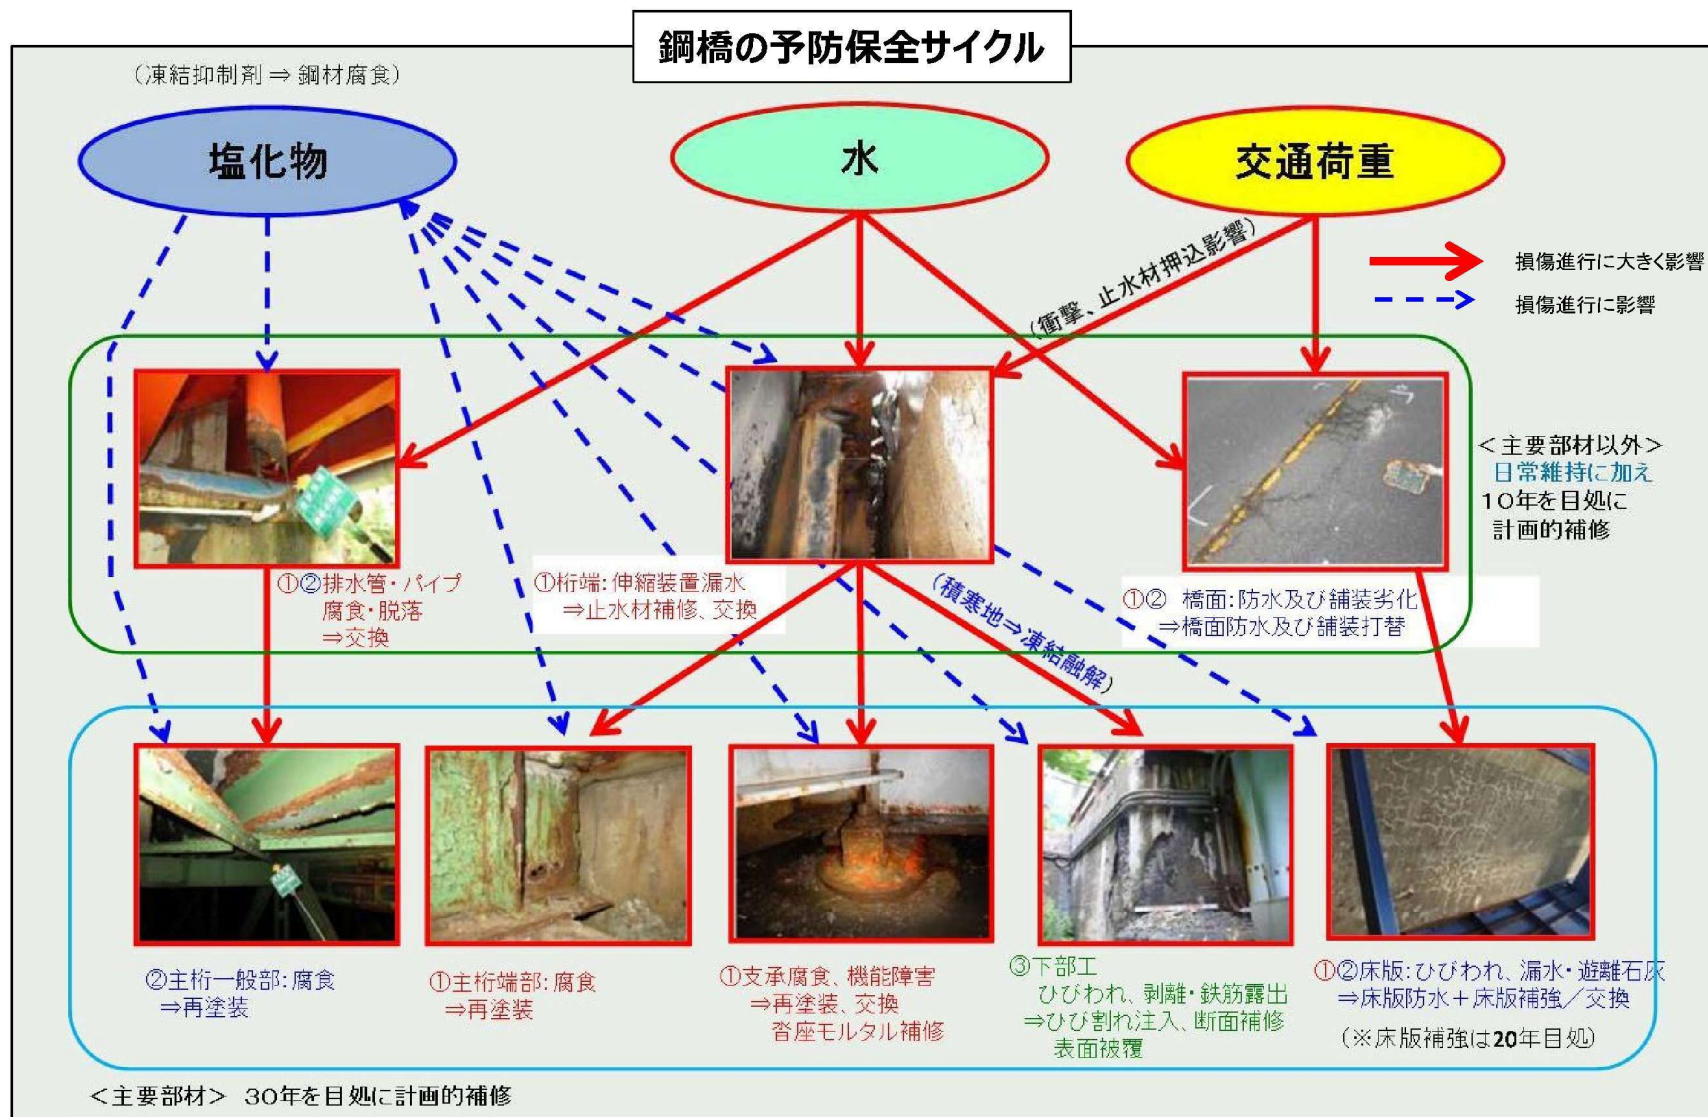 鋼橋の予防保全サイクル
(凍結抑制剤 ⇒ 鋼材腐食)
塩化物
水
交通荷重
(衝撃、止水材押込影響)
損傷進行に大きく影響
損傷進行に影響
＜主要部材以外＞
日常維持に加え
10年を目処に
計画的補修
①②排水管・パイプ
腐食・脱落
⇒交換
①桁端：伸縮装置漏水
⇒止水材補修、交換
(積寒地⇒凍結融解)
①② 橋面：防水及び舗装劣化
⇒橋面防水及び舗装打替
②主桁一般部：腐食
⇒再塗装
①主桁端部：腐食
⇒再塗装
①支承腐食、機能障害
⇒再塗装、交換
沓座モルタル補修
③下部工
ひびわれ、剥離・鉄筋露出
⇒ひび割れ注入、断面補修
表面被覆
①②床版：ひびわれ、漏水・遊離石灰
⇒床版防水＋床版補強／交換
(※床版補強は20年目処)
＜主要部材＞ 30年を目処に計画的補修